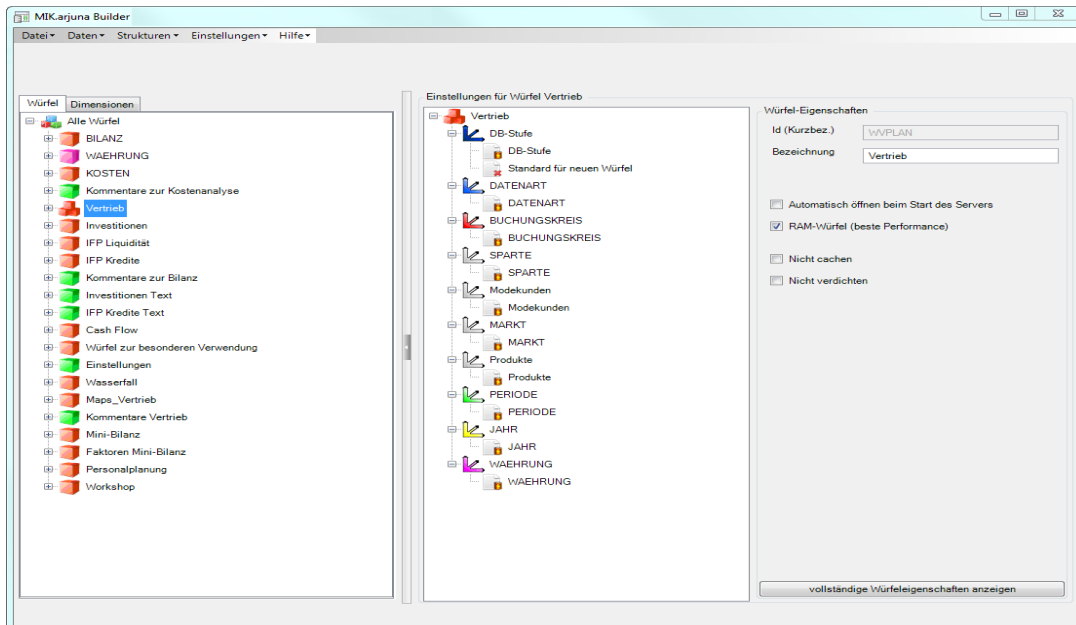 MIK.arjuna Builder
Datei Daten Strukturen Einstellungen Hilfe
Würfel Dimensionen
Alle Würfel
BILANZ
WAEHRUNG
KOSTEN
Kommentare zur Kostenanalyse
Vertrieb
Investitionen
IFP Liquidität
IFP Kredite
Kommentare zur Bilanz
Investitionen Text
IFP Kredite Text
Cash Flow
Würfel zur besonderen Verwendung
Einstellungen
Wasserfall
Maps_Vertrieb
Kommentare Vertrieb
Mini-Bilanz
Faktoren Mini-Bilanz
Personalplanung
Workshop
Einstellungen für Würfel Vertrieb
Vertrieb
DB-Stufe
DB-Stufe
Standard für neuen Würfel
DATENART
DATENART
BUCHUNGSKREIS
BUCHUNGSKREIS
SPARTE
SPARTE
Modekunden
Modekunden
MARKT
MARKT
Produkte
Produkte
PERIODE
PERIODE
JAHR
JAHR
WAEHRUNG
WAEHRUNG
Würfel-Eigenschaften
Id (Kurzbez.) WVPLAN
Bezeichnung Vertrieb
Automatisch öffnen beim Start des Servers
RAM-Würfel (beste Performance)
Nicht cachen
Nicht verdichten
vollständige Würfeleigenschaften anzeigen